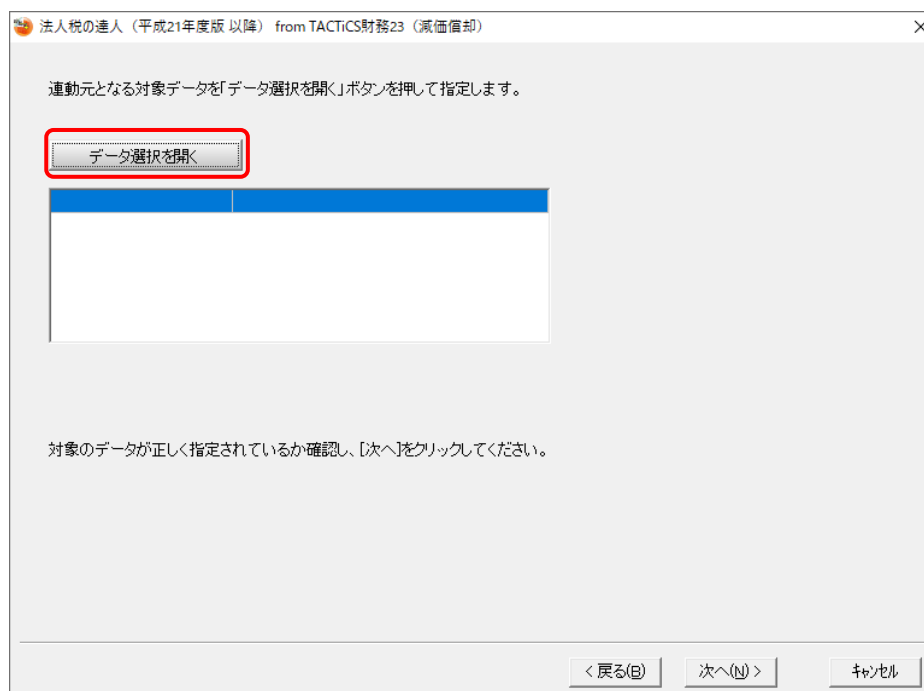 法人税の達人（平成21年度版 以降） from TACTiCS財務23（減価償却）
連動元となる対象データを「データ選択を開く」ボタンを押して指定します。
データ選択を開く
対象のデータが正しく指定されているか確認し、[次へ]をクリックしてください。
< 戻る(B)
次へ(N) >
ｷｬﾝｾﾙ